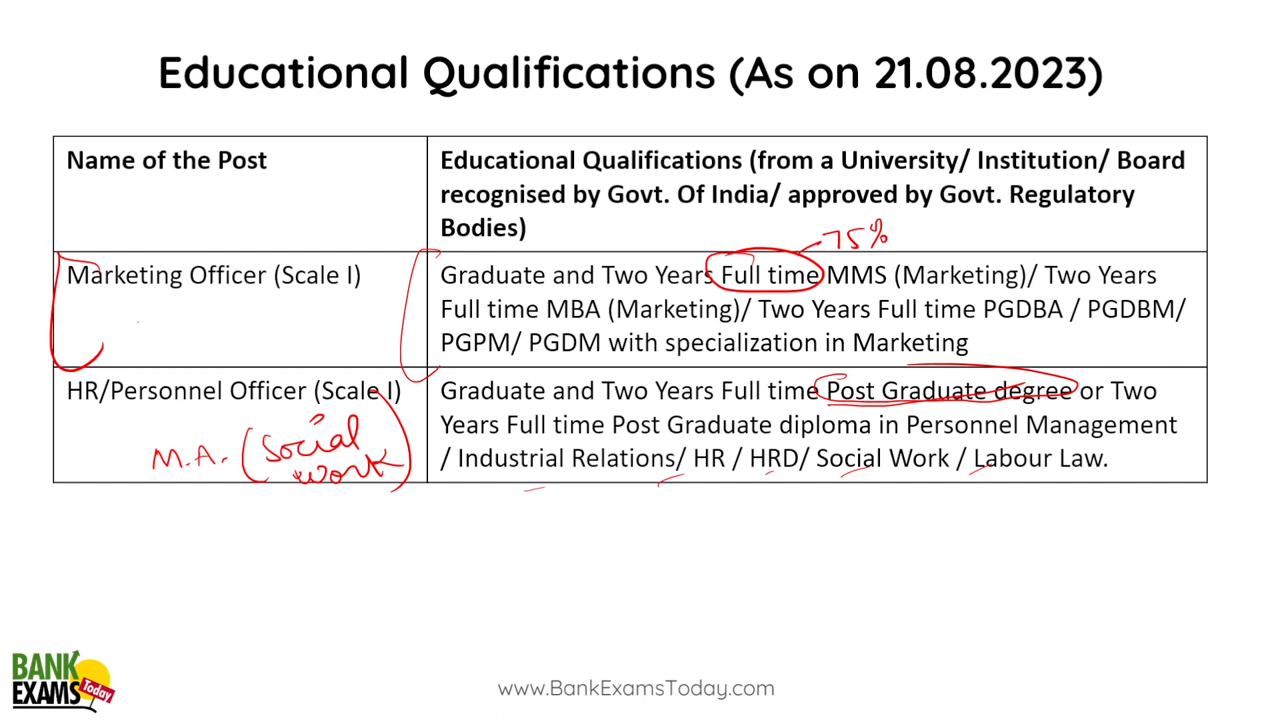 Educational Qualifications (As on 21.08.2023)
Name of the Post
Educational Qualifications (from a University/ Institution/ Board
recognised by Govt. Of India/ approved by Govt. Regulatory
Bodies)
75%
Marketing Officer (Scale I)
Graduate and Two Years Full time MMS (Marketing)/ Two Years
Full time MBA (Marketing)/ Two Years Full time PGDBA / PGDBM/
PGPM/ PGDM with specialization in Marketing
HR/Personnel Officer (Scale I)
M.A. (Social
work)
Graduate and Two Years Full time Post Graduate degree or Two
Years Full time Post Graduate diploma in Personnel Management
/ Industrial Relations/ HR / HRD/ Social Work / Labour Law.
BANK
EXAMS Today
www.BankExamsToday.com